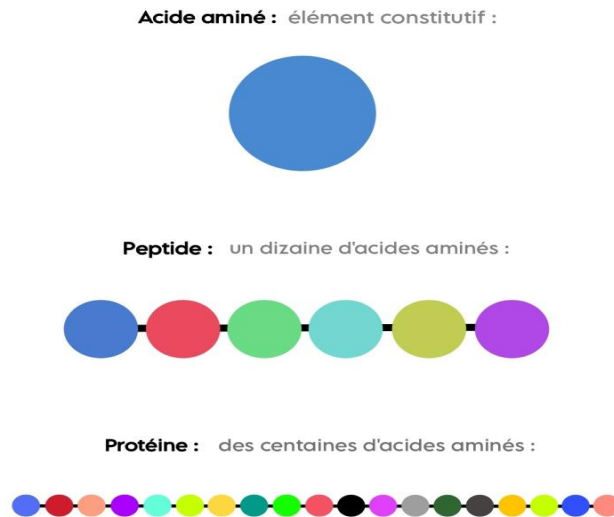 Acide aminé : élément constitutif :
Peptide : un dizaine d'acides aminés :
Protéine : des centaines d'acides aminés :